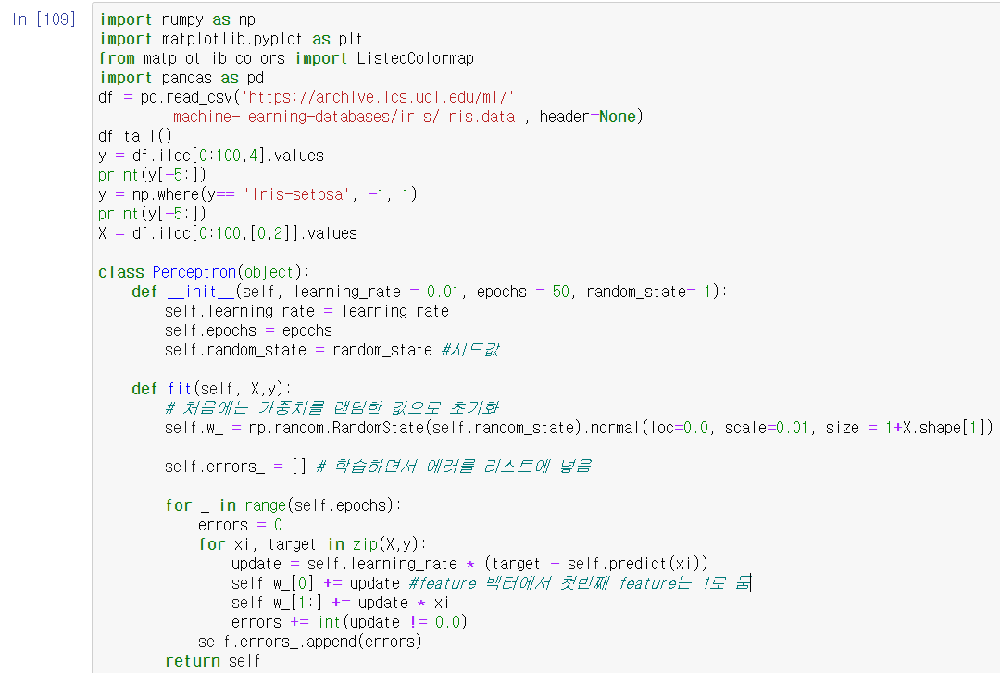 In [109]:
import numpy as np
import matplotlib.pyplot as plt
from matplotlib.colors import ListedColormap
import pandas as pd
df = pd.read_csv('https://archive.ics.uci.edu/ml/'
        'machine-learning-databases/iris/iris.data', header=None)
df.tail()
y = df.iloc[0:100,4].values
print(y[-5:])
y = np.where(y== 'Iris-setosa', -1, 1)
print(y[-5:])
X = df.iloc[0:100,[0,2]].values

class Perceptron(object):
    def __init__(self, learning_rate = 0.01, epochs = 50, random_state= 1):
        self.learning_rate = learning_rate
        self.epochs = epochs
        self.random_state = random_state #시드값

    def fit(self, X,y):
        # 처음에는 가중치를 랜덤한 값으로 초기화
        self.w_ = np.random.RandomState(self.random_state).normal(loc=0.0, scale=0.01, size = 1+X.shape[1])

        self.errors_ = [] # 학습하면서 에러를 리스트에 넣음

        for _ in range(self.epochs):
            errors = 0
            for xi, target in zip(X,y):
                update = self.learning_rate * (target - self.predict(xi))
                self.w_[0] += update #feature 벡터에서 첫번째 feature는 1로 둠
                self.w_[1:] += update * xi
                errors += int(update != 0.0)
            self.errors_.append(errors)
        return self